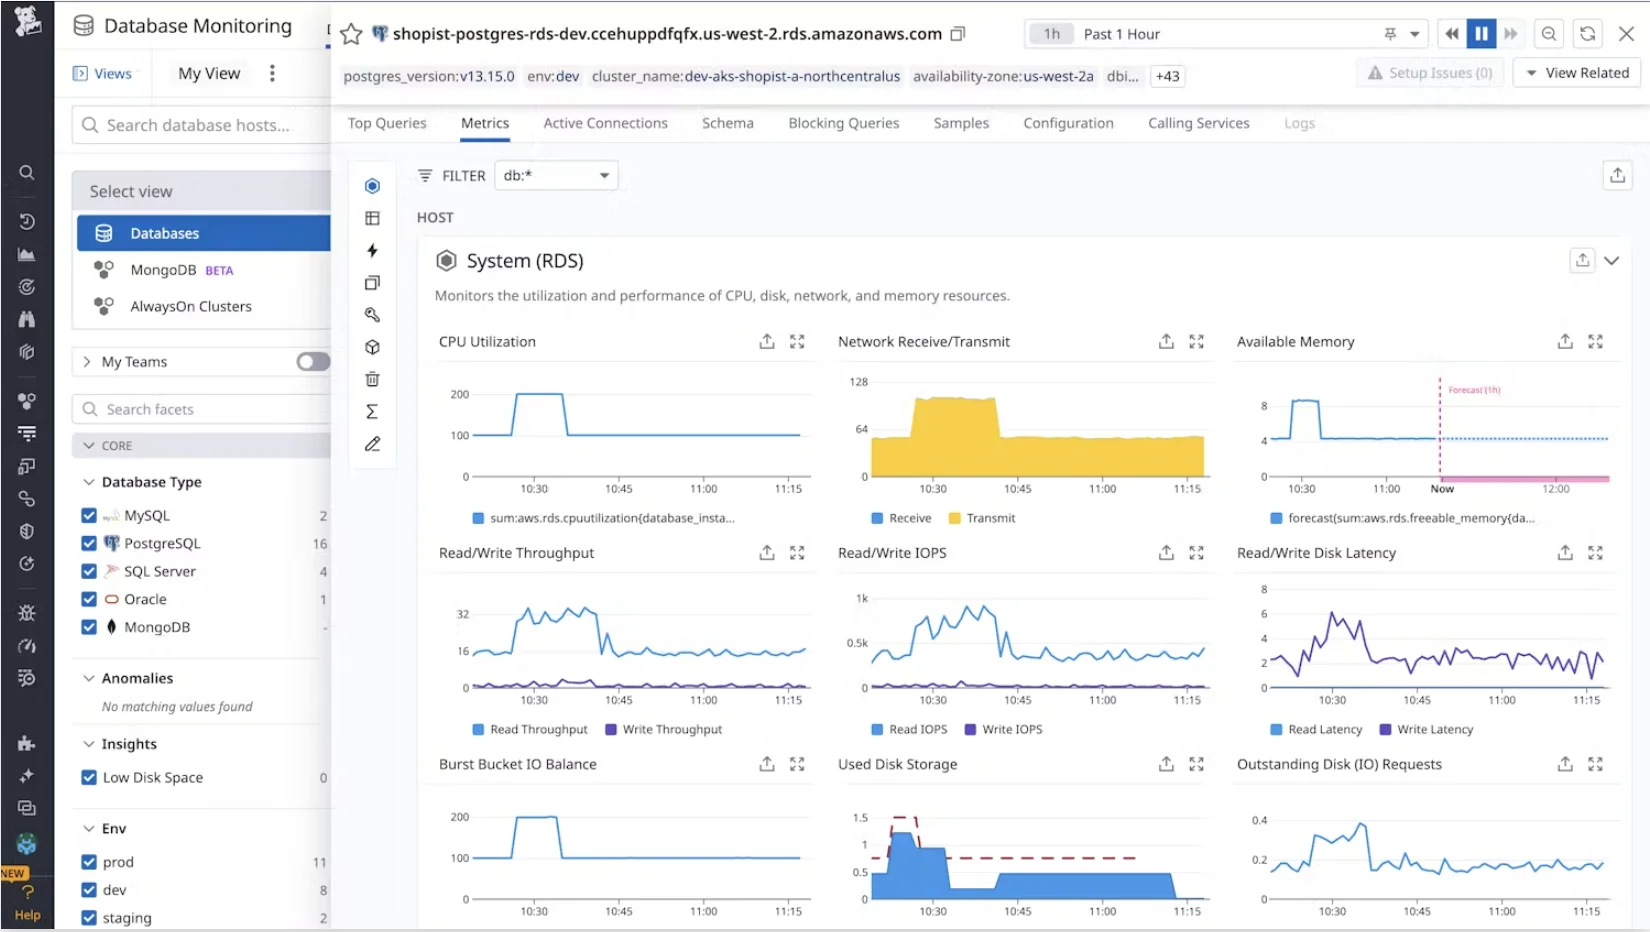 Database Monitoring
Views
My View
Search database hosts...
Select view
Databases
MongoDB BETA
AlwaysOn Clusters
My Teams
Search facets
CORE
Database Type
MySQL 2
PostgreSQL 16
SQL Server 4
Oracle 1
MongoDB -
Anomalies
No matching values found
Insights
Low Disk Space 0
Env
prod 11
dev 8
staging 2
NEW
Help
shopist-postgres-rds-dev.ccehuppdfqfx.us-west-2.rds.amazonaws.com
1h Past 1 Hour
postgres_version:v13.15.0 env:dev cluster_name:dev-aks-shopist-a-northcentralus availability-zone:us-west-2a dbi... +43
Setup Issues (0)
View Related
Top Queries Metrics Active Connections Schema Blocking Queries Samples Configuration Calling Services Logs
FILTER db:*
HOST
System (RDS)
Monitors the utilization and performance of CPU, disk, network, and memory resources.
CPU Utilization
200
100
0
10:30 10:45 11:00 11:15
sum:aws.rds.cpuutilization{database_insta...
Network Receive/Transmit
128
64
0
10:30 10:45 11:00 11:15
Receive Transmit
Available Memory
Forecast (1h)
8
4
0
10:30 11:00 Now 12:00
forecast(sum:aws.rds.freeable_memory{da...
Read/Write Throughput
32
16
0
10:30 10:45 11:00 11:15
Read Throughput Write Throughput
Read/Write IOPS
1k
0.5k
0
10:30 10:45 11:00 11:15
Read IOPS Write IOPS
Read/Write Disk Latency
8
6
4
2
0
10:30 10:45 11:00 11:15
Read Latency Write Latency
Burst Bucket IO Balance
200
100
0
10:30 10:45 11:00 11:15
Used Disk Storage
1.5
1
0.5
0
10:30 10:45 11:00 11:15
Outstanding Disk (IO) Requests
0.4
0.2
0
10:30 10:45 11:00 11:15